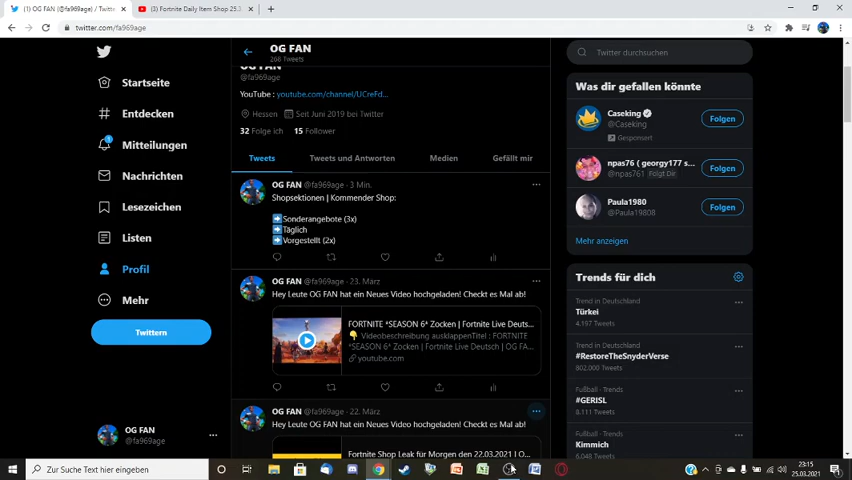 (1) OG FAN (@fa969age) / Twitt
(3) Fortnite Daily Item Shop 25.3
twitter.com/fa969age
Startseite
Entdecken
1
Mitteilungen
Nachrichten
Lesezeichen
Listen
Profil
Mehr
Twittern
OG FAN
@fa969age
OG FAN
268 Tweets
OG FAN
@fa969age
YouTube : youtube.com/channel/UCreFd...
Hessen Seit Juni 2019 bei Twitter
32 Folge ich 15 Follower
Tweets Tweets und Antworten Medien Gefällt mir
OG FAN @fa969age · 3 Min.
Shopsektionen | Kommender Shop:
➡Sonderangebote (3x)
➡Täglich
➡Vorgestellt (2x)
OG FAN @fa969age · 23. März
Hey Leute OG FAN hat ein Neues Video hochgeladen! Checkt es Mal ab!
FORTNITE *SEASON 6* Zocken | Fortnite Live Deuts...
👇 Videobeschreibung ausklappenTitel : FORTNITE
*SEASON 6* Zocken | Fortnite Live Deutsch | OG FA...
youtube.com
OG FAN @fa969age · 22. März
Hey Leute OG FAN hat ein Neues Video hochgeladen! Checkt es Mal ab!
Fortnite Shop Leak für Morgen den 22.03.2021 | O...
Twitter durchsuchen
Was dir gefallen könnte
Caseking
@Caseking
Gesponsert
Folgen
npas76 ( georgy177 s...
@npas761 Folgt Dir
Folgen
Paula1980
@Paula19808
Folgen
Mehr anzeigen
Trends für dich
Trend in Deutschland
Türkei
4.197 Tweets
Trend in Deutschland
#RestoreTheSnyderVerse
802.000 Tweets
Fußball · Trends
#GERISL
8.111 Tweets
Fußball · Trends
Kimmich
6.048 Tweets
Zur Suche Text hier eingeben
23:15
25.03.2021